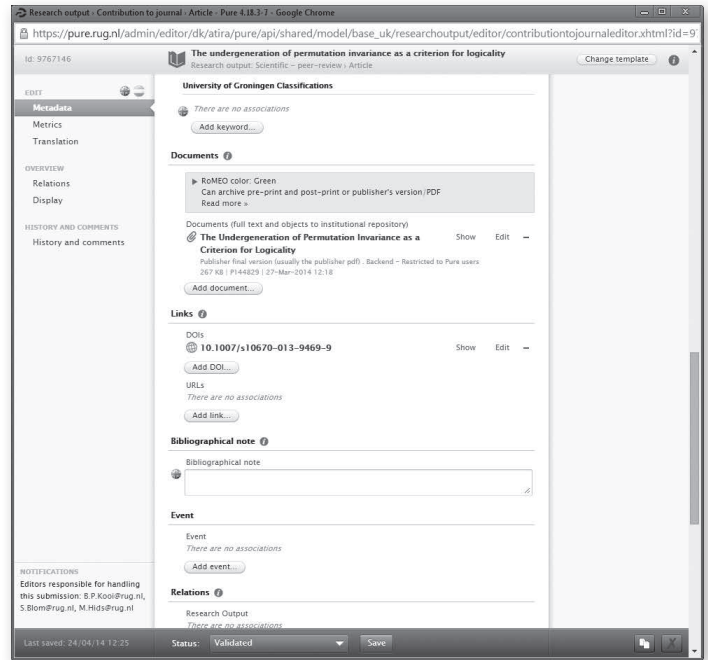 Research output › Contribution to journal › Article - Pure 4.18.3-1 - Google Chrome
https://pure.rug.nl/admin/editor/dk/atira/pure/api/shared/model/base_uk/researchoutput/editor/contributiontojournaleditor.xhtml?id=9
Id: 9767146
The undergeneration of permutation invariance as a criterion for logicality
Research output: Scientific - peer-review › Article
Change template
EDIT
Metadata
Metrics
Translation
OVERVIEW
Relations
Display
HISTORY AND COMMENTS
History and comments
University of Groningen Classifications
There are no associations
Add keyword...
Documents
RoMEO color: Green
Can archive pre-print and post-print or publisher's version/PDF
Read more »
Documents (full text and objects to institutional repository)
The Undergeneration of Permutation Invariance as a Show Edit –
Criterion for Logicality
Publisher final version (usually the publisher pdf) . Backend - Restricted to Pure users
267 KB | P144829 | 27-Mar-2014 12:18
Add document...
Links
DOIs
10.1007/s10670-013-9469-9 Show Edit –
Add DOI...
URLs
There are no associations
Add link...
Bibliographical note
Bibliographical note
Event
Event
There are no associations
Add event...
Relations
Research Output
There are no associations
NOTIFICATIONS
Editors responsible for handling
this submission: B.P.Kooi@rug.nl,
S.Blom@rug.nl, M.Hids@rug.nl
Last saved: 24/04/14 12:25
Status: Validated
Save